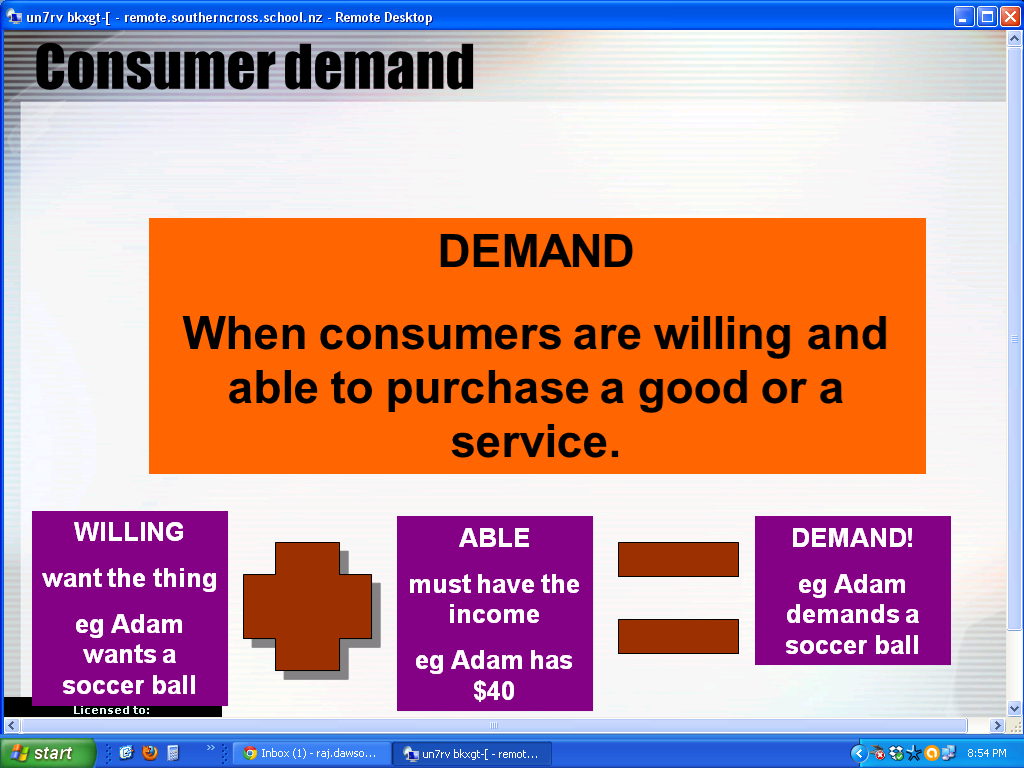 un7rv bkxgt-[ - remote.southerncross.school.nz - Remote Desktop
Consumer demand
DEMAND
When consumers are willing and
able to purchase a good or a
service.
WILLING
want the thing
eg Adam
wants a
soccer ball
ABLE
must have the
income
eg Adam has
$40
DEMAND!
eg Adam
demands a
soccer ball
Licensed to:
start
Inbox (1) - raj.dawso...
un7rv bkxgt-[ - remot...
8:54 PM